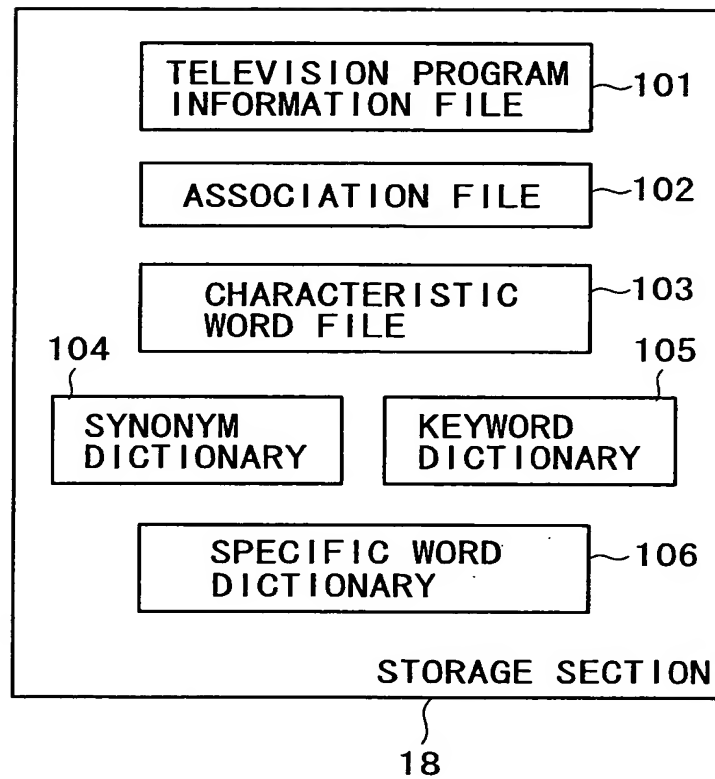 TELEVISION PROGRAM
INFORMATION FILE
101
ASSOCIATION FILE
102
CHARACTERISTIC
WORD FILE
103
104
SYNONYM
DICTIONARY
105
KEYWORD
DICTIONARY
SPECIFIC WORD
DICTIONARY
106
STORAGE SECTION
18